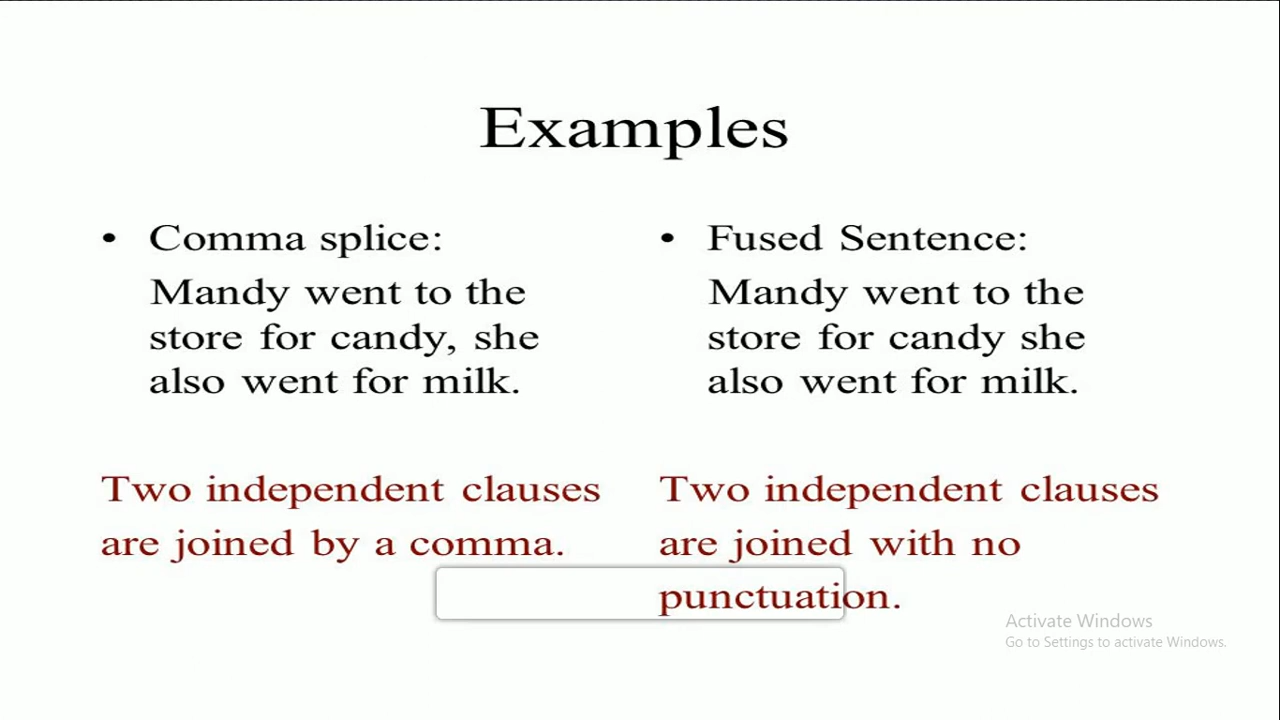 Examples
• Comma splice:
Mandy went to the
store for candy, she
also went for milk.
Two independent clauses
are joined by a comma.
• Fused Sentence:
Mandy went to the
store for candy she
also went for milk.
Two independent clauses
are joined with no
punctuation.
Activate Windows
Go to Settings to activate Windows.